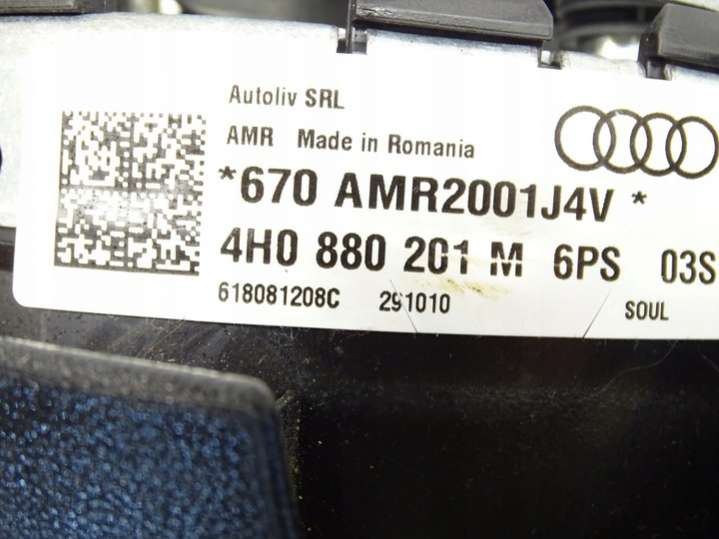 Autoliv SRL
AMR Made in Romania
*670 AMR2001J4V *
4H0 880 201 M 6PS 03S
618081208C 291010
SOUL